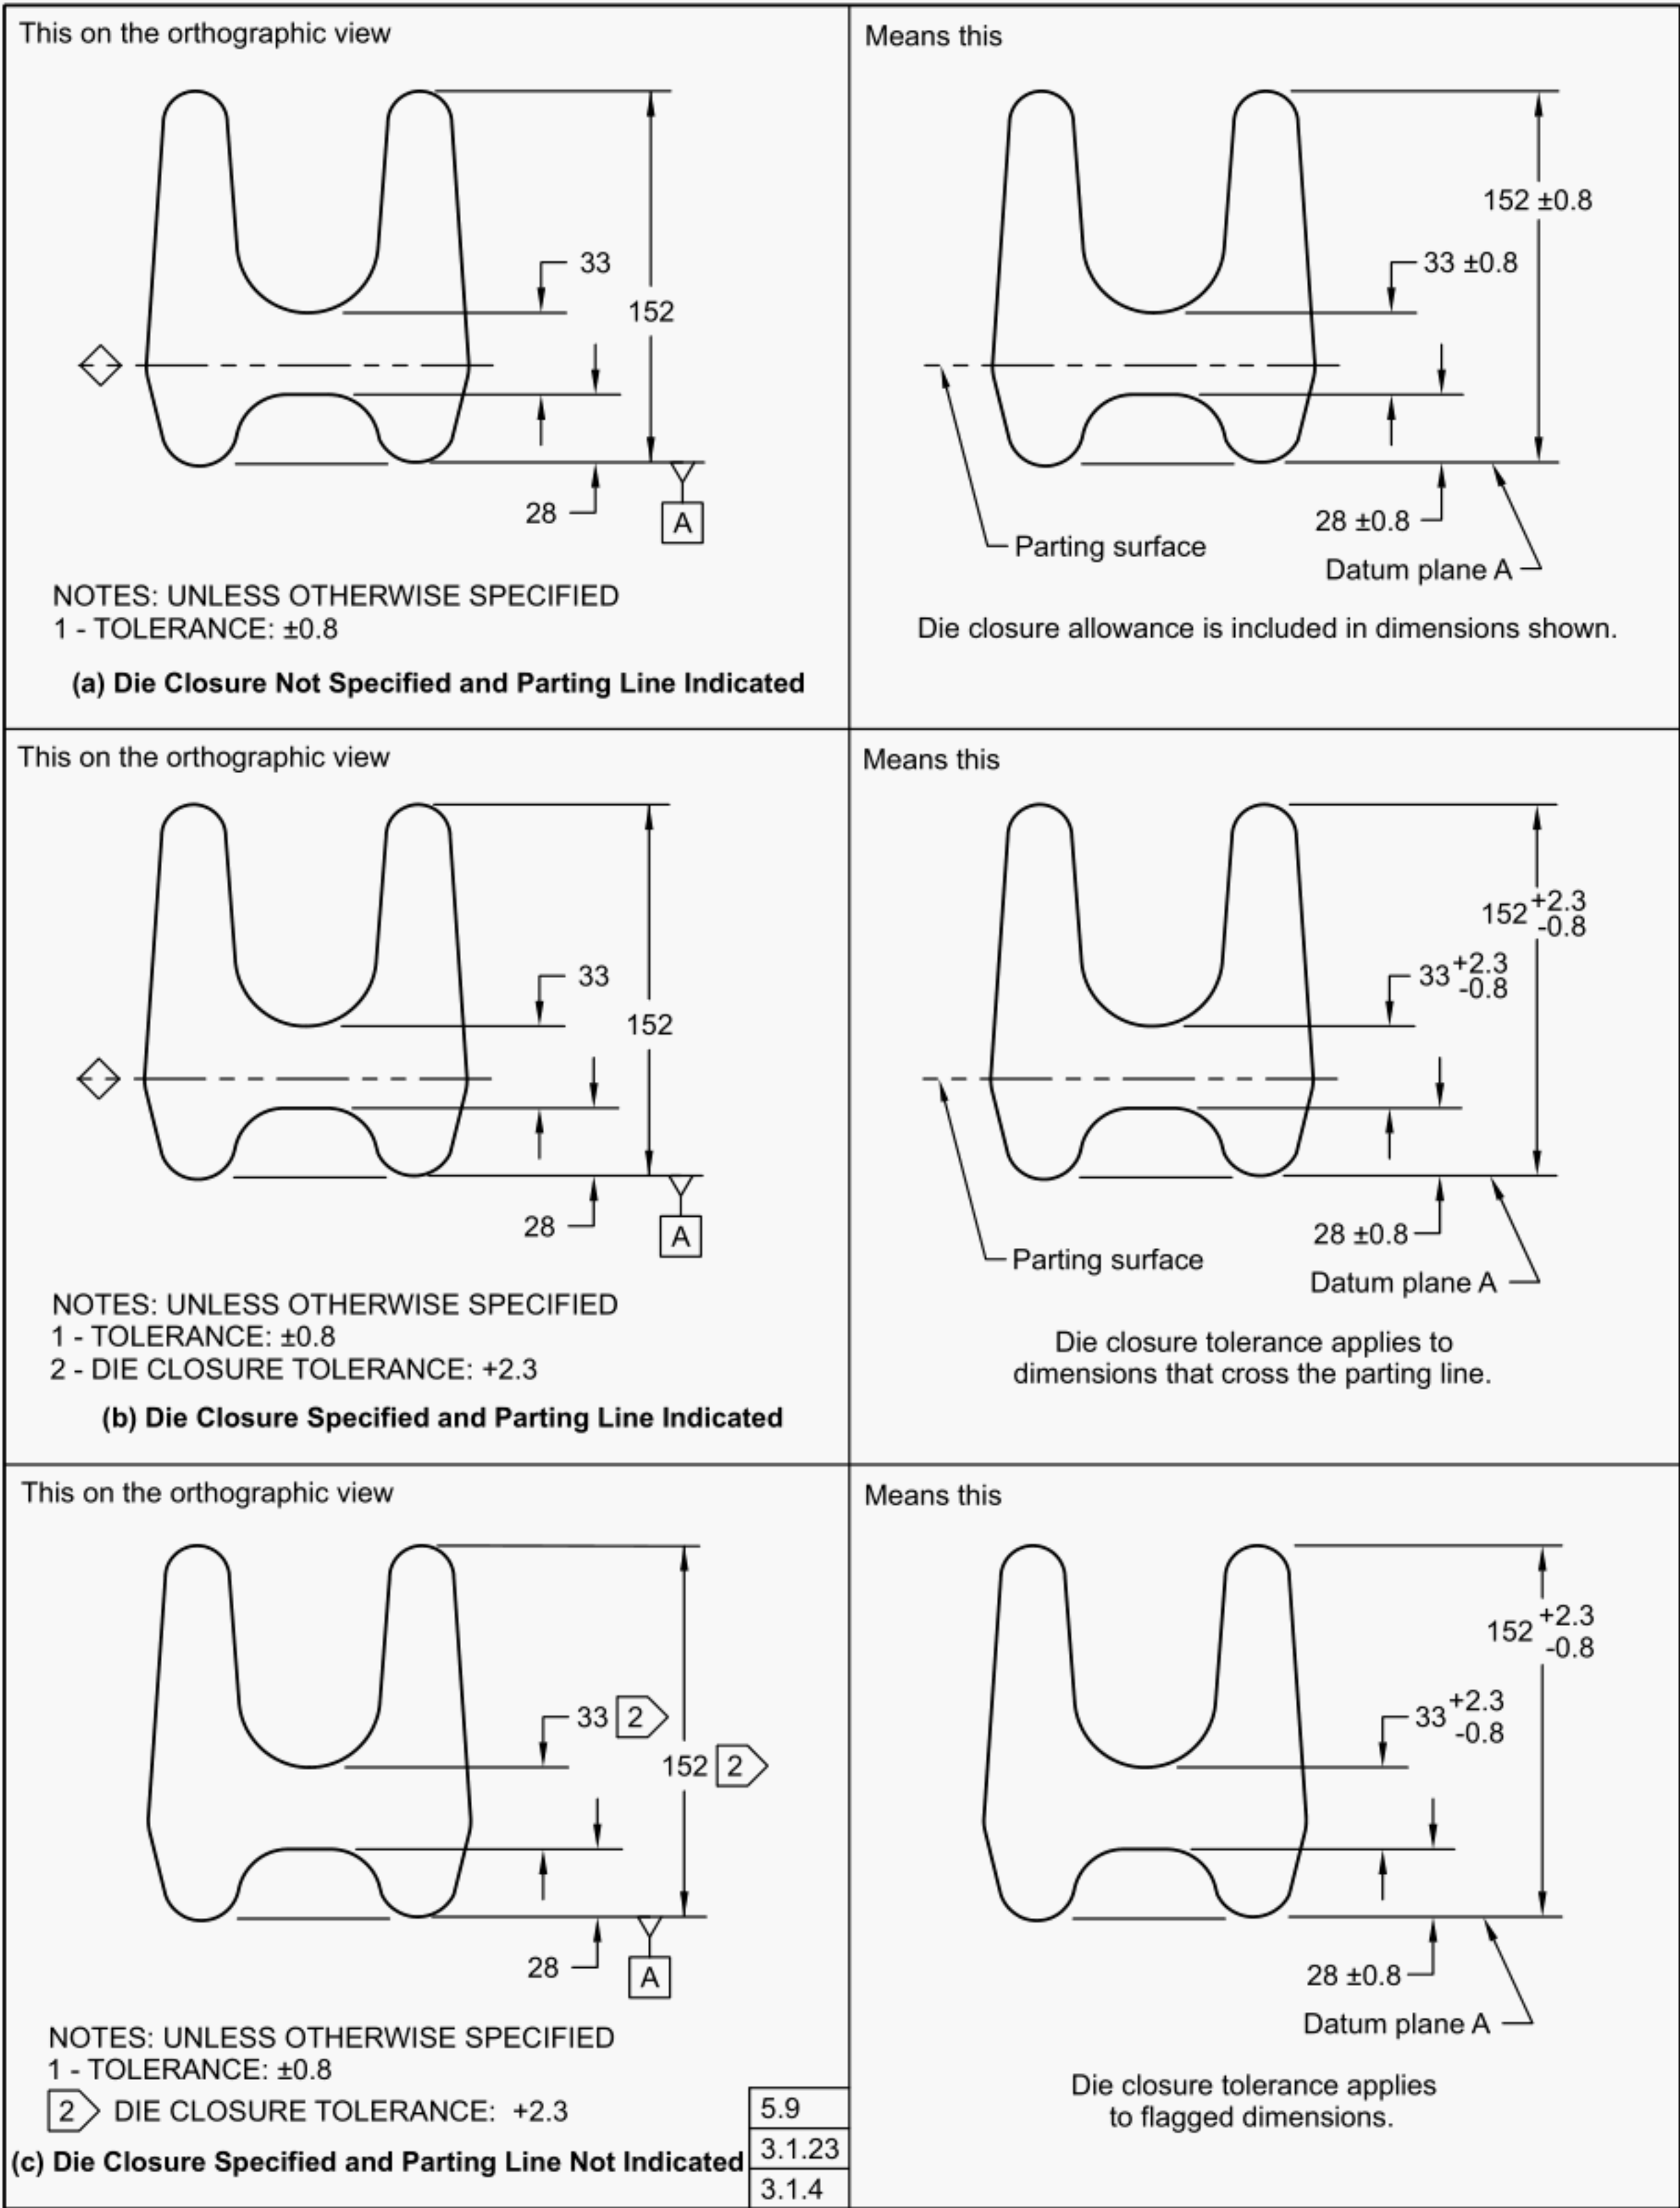 This on the orthographic view
33
152
28
A
NOTES: UNLESS OTHERWISE SPECIFIED
1 - TOLERANCE: ±0.8
(a) Die Closure Not Specified and Parting Line Indicated
Means this
152 ±0.8
33 ±0.8
28 ±0.8
Parting surface
Datum plane A
Die closure allowance is included in dimensions shown.
This on the orthographic view
33
152
28
A
NOTES: UNLESS OTHERWISE SPECIFIED
1 - TOLERANCE: ±0.8
2 - DIE CLOSURE TOLERANCE: +2.3
(b) Die Closure Specified and Parting Line Indicated
Means this
152 +2.3
-0.8
33 +2.3
-0.8
28 ±0.8
Parting surface
Datum plane A
Die closure tolerance applies to
dimensions that cross the parting line.
This on the orthographic view
33 2
152 2
28
A
NOTES: UNLESS OTHERWISE SPECIFIED
1 - TOLERANCE: ±0.8
2 DIE CLOSURE TOLERANCE: +2.3
(c) Die Closure Specified and Parting Line Not Indicated
5.9
3.1.23
3.1.4
Means this
152 +2.3
-0.8
33 +2.3
-0.8
28 ±0.8
Datum plane A
Die closure tolerance applies
to flagged dimensions.